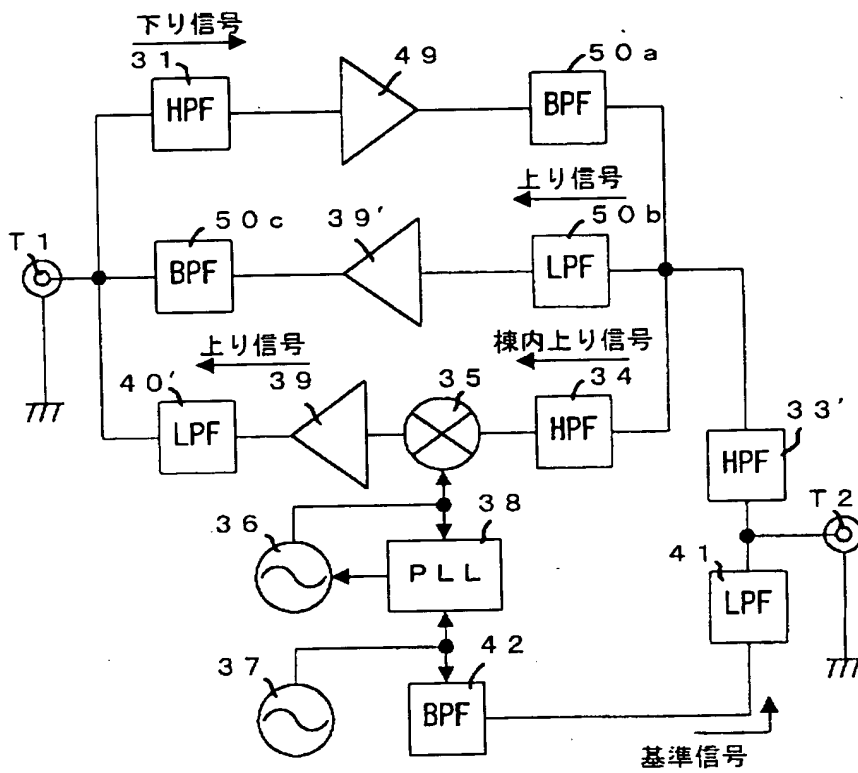 下り信号
31
HPF
49
50a
BPF
上り信号
T1
50c
BPF
39'
50b
LPF
上り信号
棟内上り信号
40'
LPF
39
35
34
HPF
33'
HPF
T2
36
38
PLL
41
LPF
37
42
BPF
基準信号